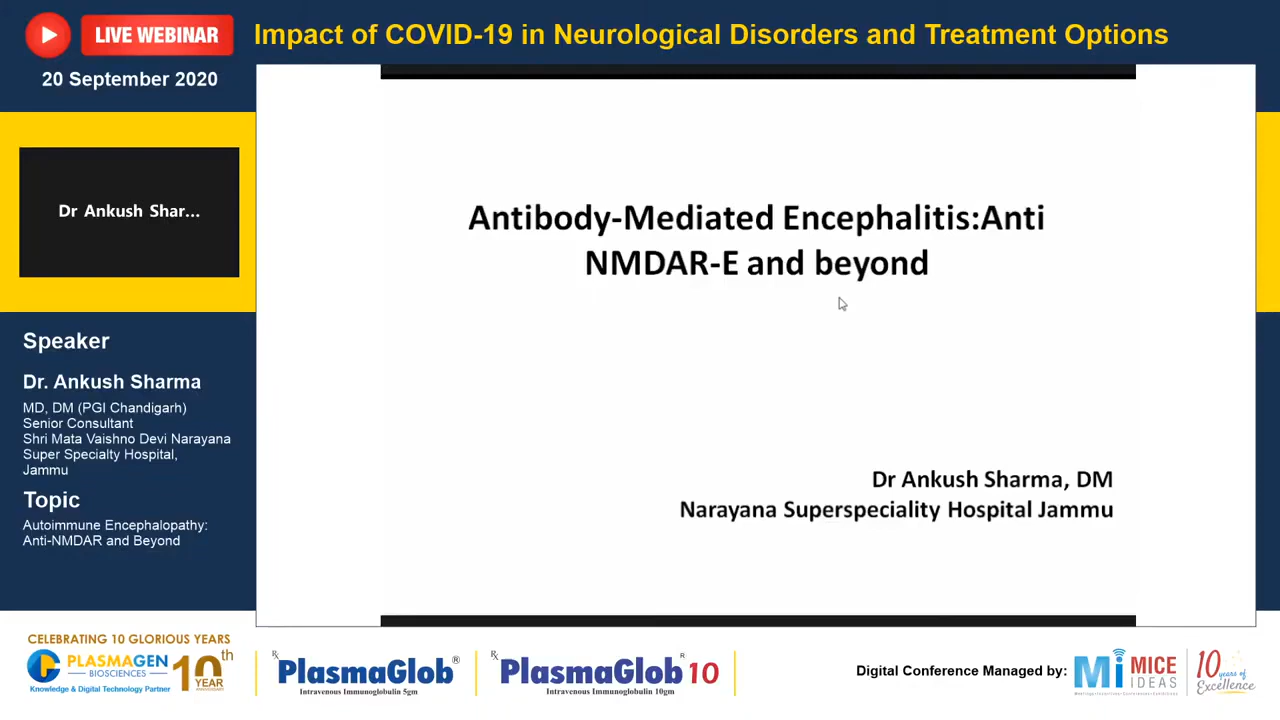 LIVE WEBINAR
Impact of COVID-19 in Neurological Disorders and Treatment Options
20 September 2020
Dr Ankush Shar...
Speaker
Dr. Ankush Sharma
MD, DM (PGI Chandigarh)
Senior Consultant
Shri Mata Vaishno Devi Narayana
Super Specialty Hospital,
Jammu
Topic
Autoimmune Encephalopathy:
Anti-NMDAR and Beyond
Antibody-Mediated Encephalitis:Anti
NMDAR-E and beyond
Dr Ankush Sharma, DM
Narayana Superspeciality Hospital Jammu
CELEBRATING 10 GLORIOUS YEARS
PLASMAGEN
BIOSCIENCES
Knowledge & Digital Technology Partner
10th
YEAR
PlasmaGlob®
Intravenous Immunoglobulin 5gm
PlasmaGlob 10
Intravenous Immunoglobulin 10gm
Digital Conference Managed by:
Mi MICE
IDEAS
10
years of
Excellence